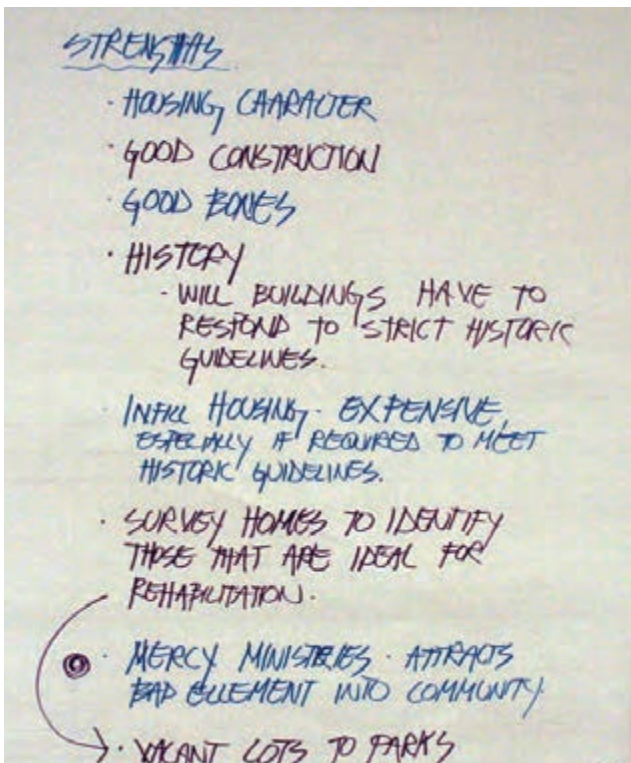 STRENGTHS
· HOUSING CHARACTER
· GOOD CONSTRUCTION
· GOOD BONES
· HISTORY
· WILL BUILDINGS HAVE TO
RESPOND TO STRICT HISTORIC
GUIDELINES.
· INFILL HOUSING · EXPENSIVE,
ESPECIALLY IF REQUIRED TO MEET
HISTORIC GUIDELINES.
· SURVEY HOMES TO IDENTIFY
THOSE THAT ARE IDEAL FOR
REHABILITATION.
· MERCY MINISTRIES · ATTRACTS
BAD ELLEMENT INTO COMMUNITY
· VACANT LOTS TO PARKS